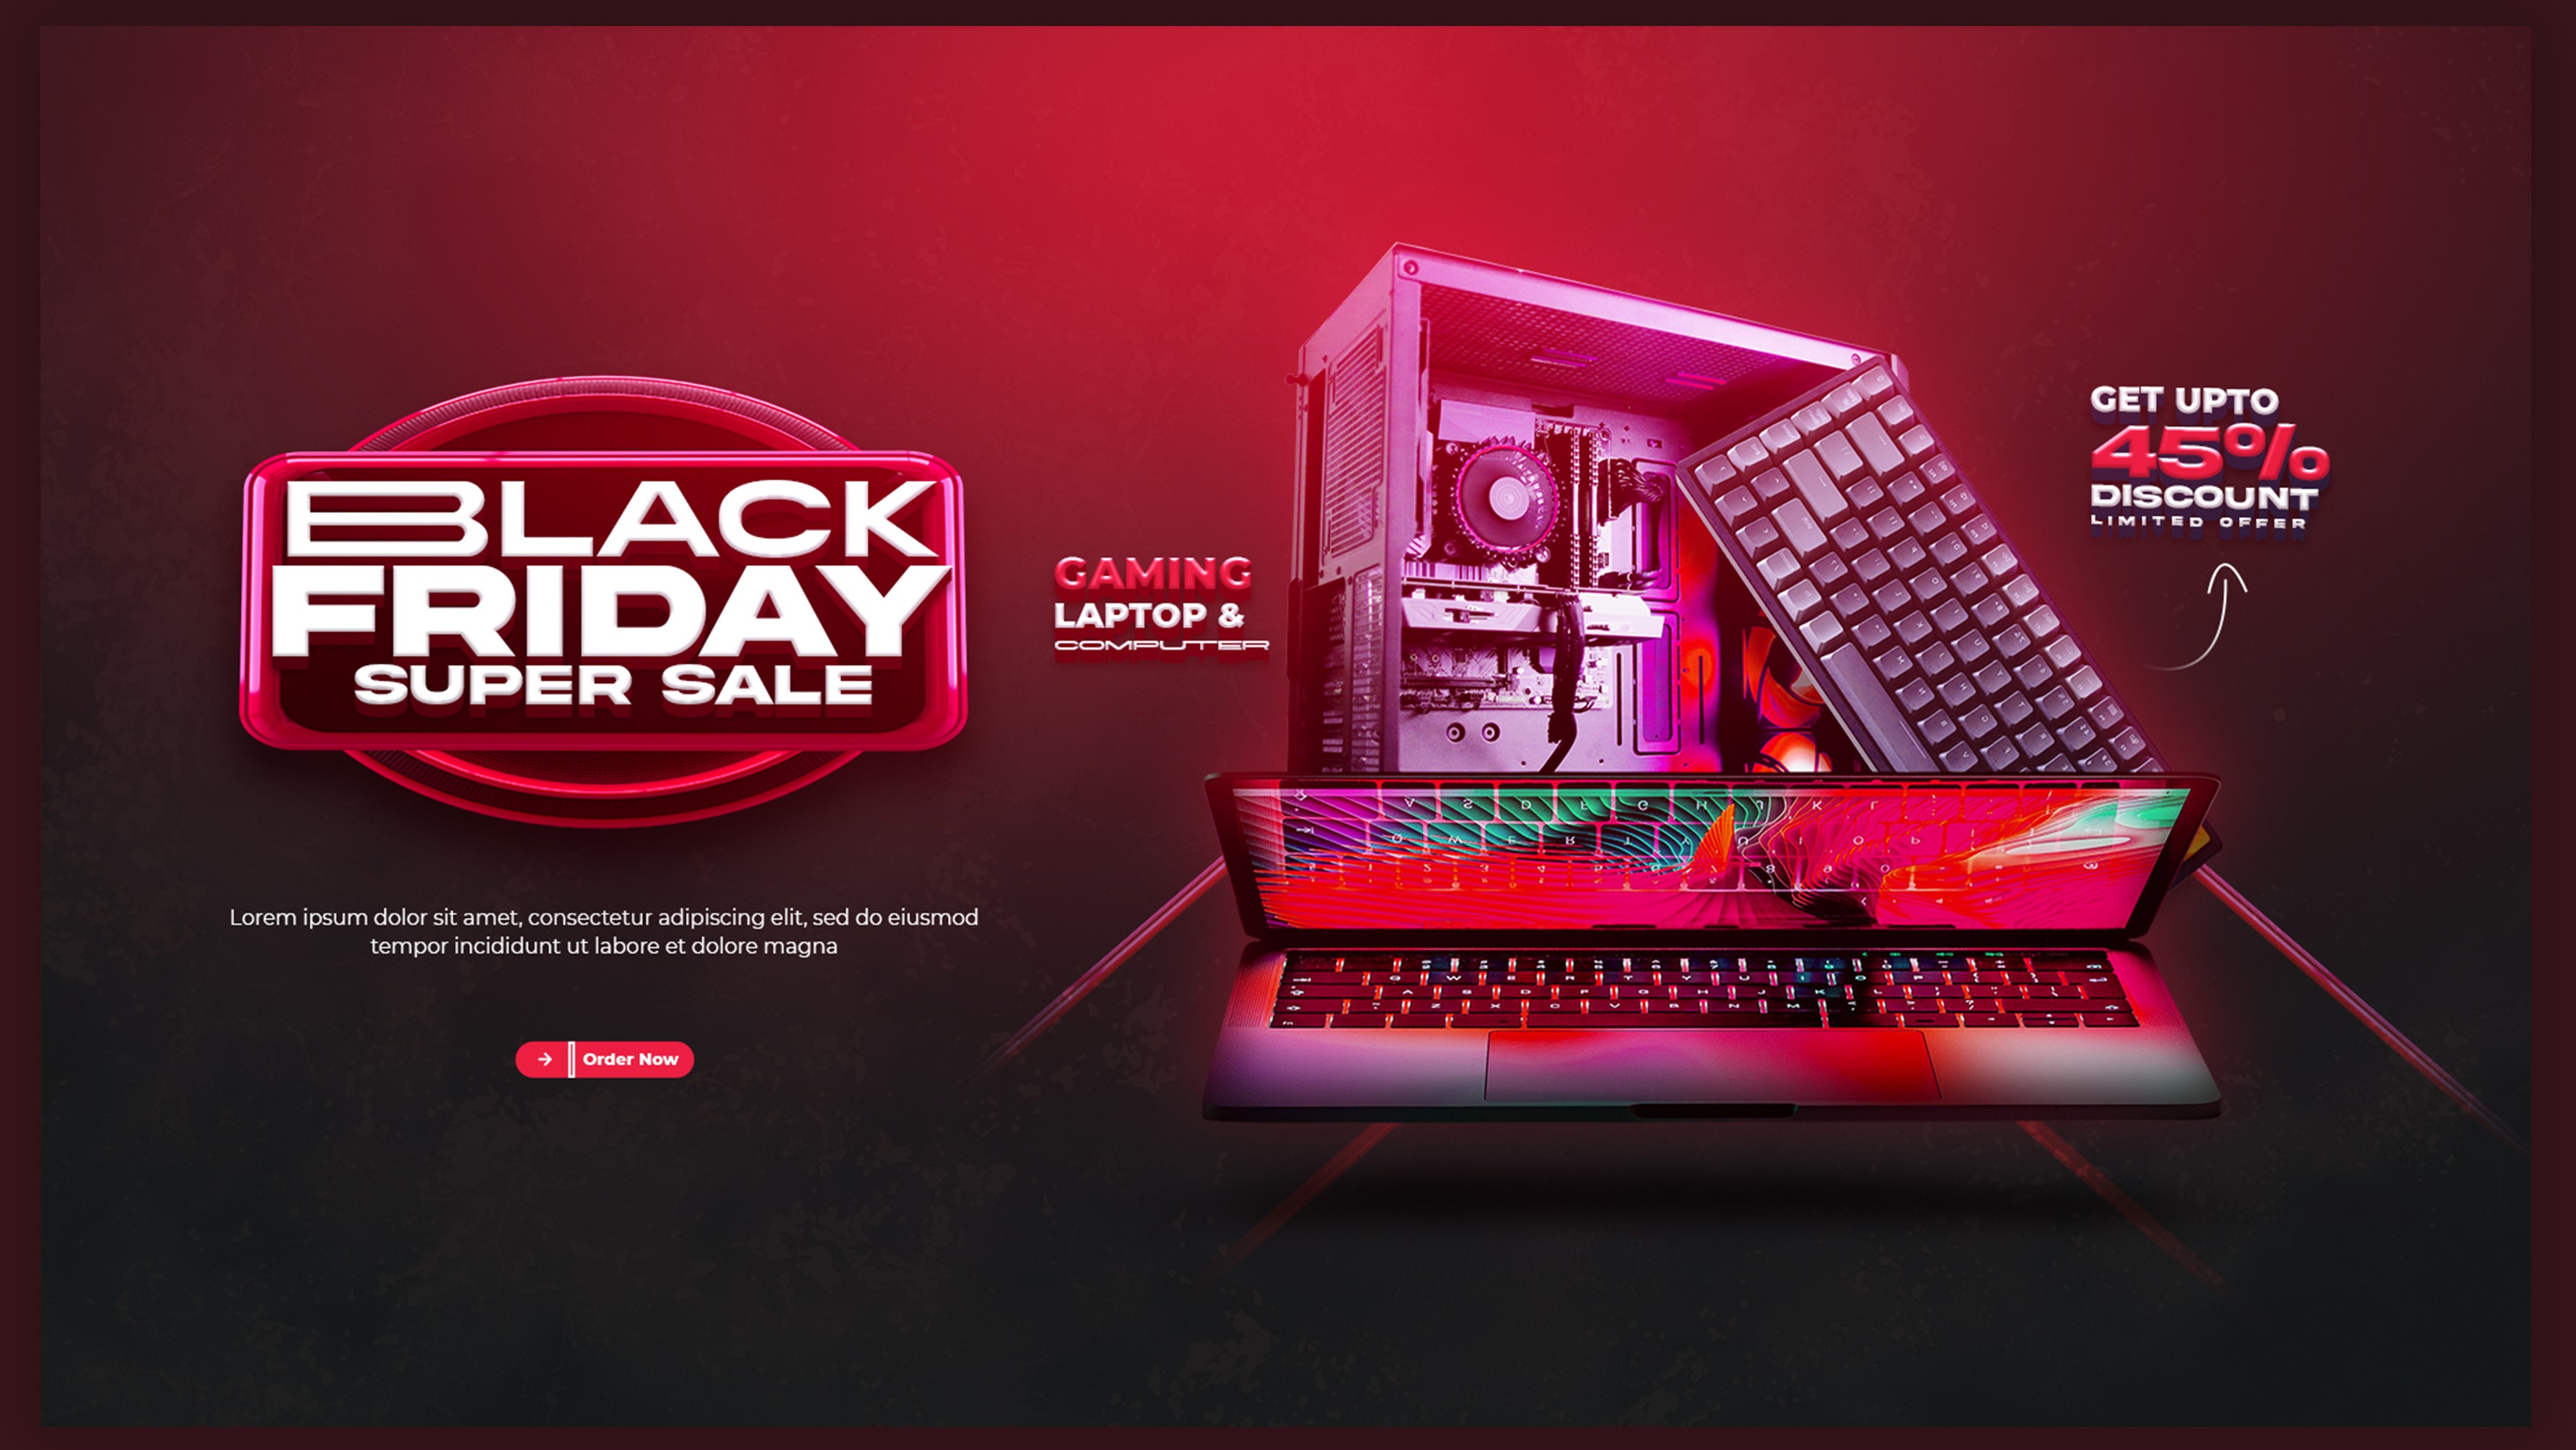 BLACK
FRIDAY
SUPER SALE
Lorem ipsum dolor sit amet, consectetur adipiscing elit, sed do eiusmod
tempor incididunt ut labore et dolore magna
→ Order Now
GAMING
LAPTOP &
COMPUTER
GET UPTO
45%
DISCOUNT
LIMITED OFFER